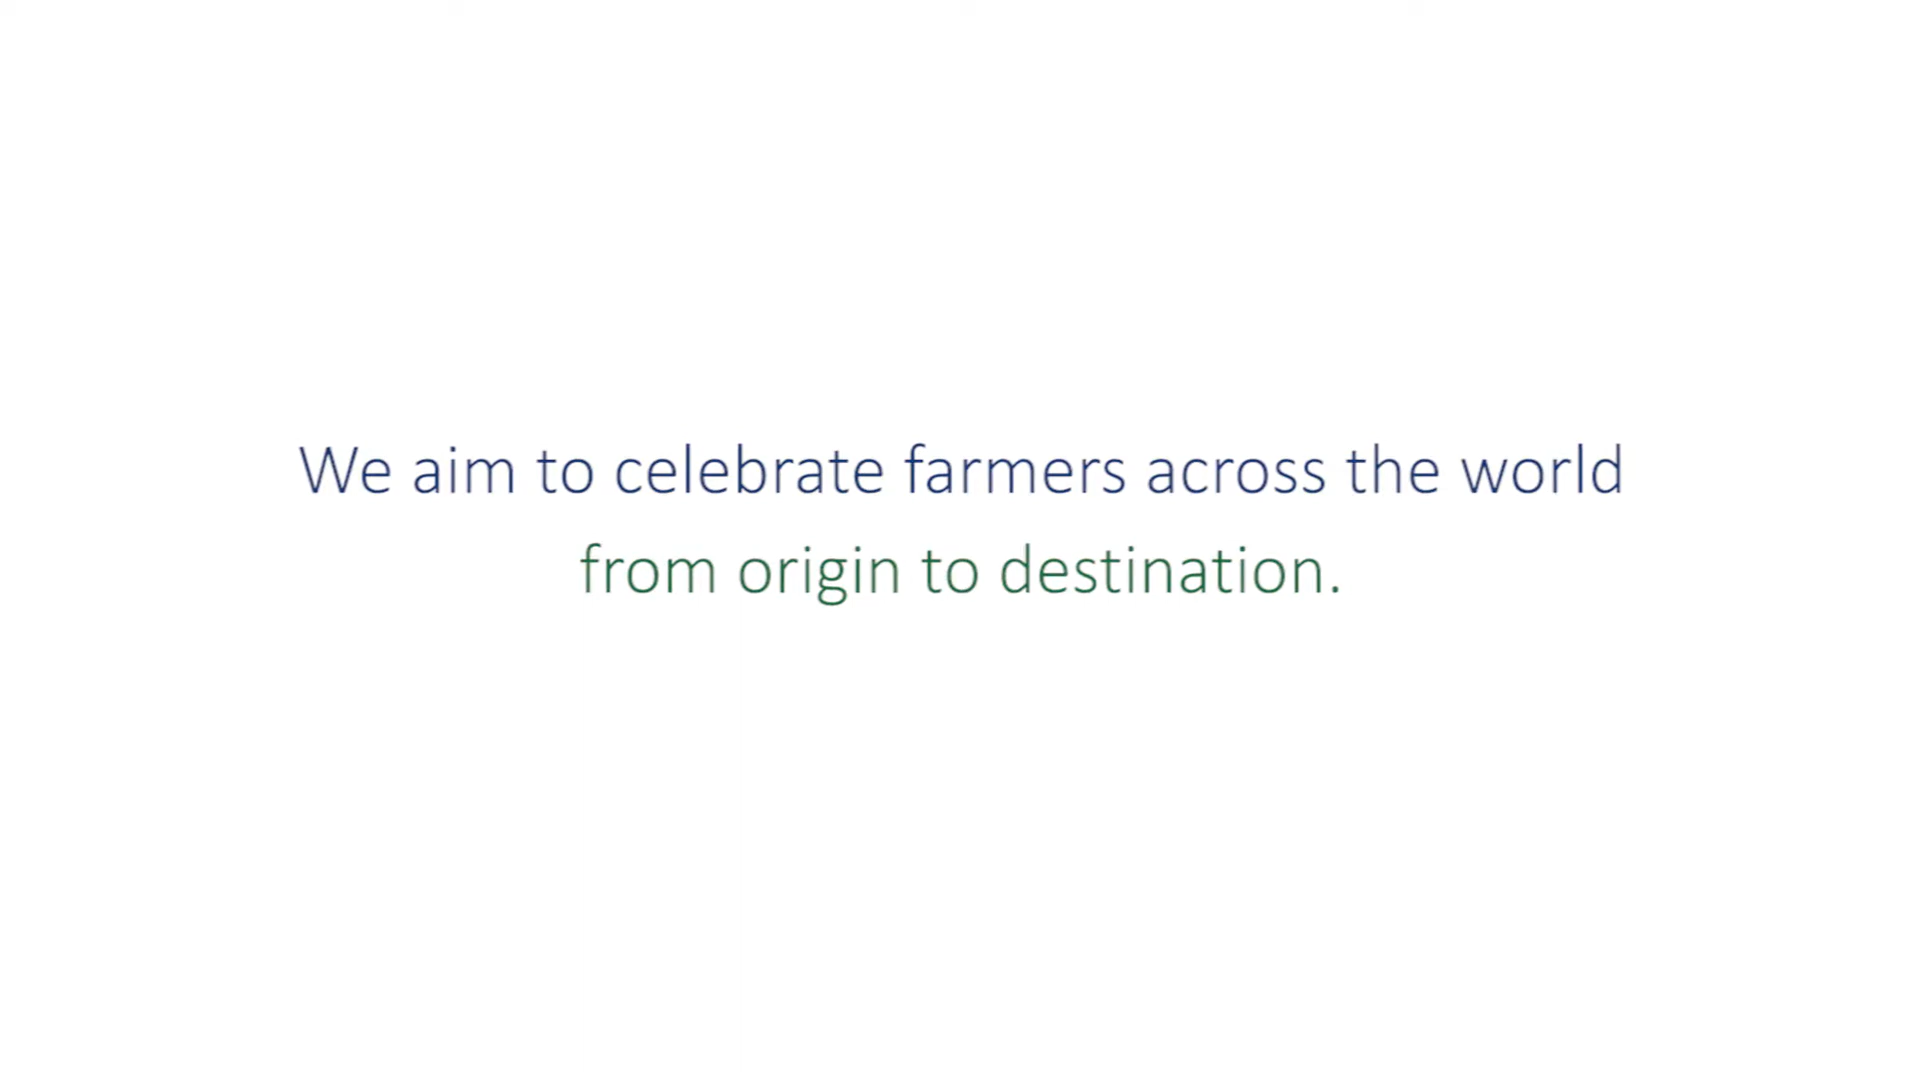 We aim to celebrate farmers across the world
from origin to destination.